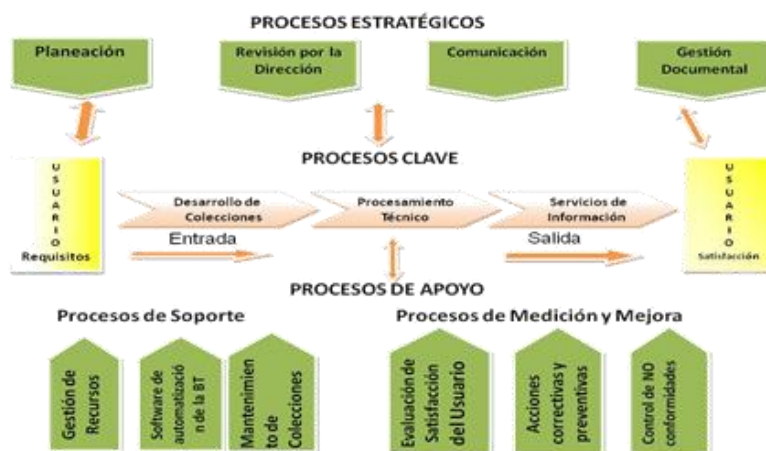 PROCESOS ESTRATÉGICOS
Planeación
Revisión por la
Dirección
Comunicación
Gestión
Documental
PROCESOS CLAVE
USUARIO
Requisitos
Desarrollo de
Colecciones
Procesamiento
Técnico
Servicios de
Información
Entrada
Salida
USUARIO
Satisfacción
PROCESOS DE APOYO
Procesos de Soporte
Procesos de Medición y Mejora
Gestión de
Recursos
Software de
automatizació
n de la BT
Mantenimien
to de
Colecciones
Evaluación de
Satisfacción
del Usuario
Acciones
correctivas y
preventivas
Control de NO
conformidades